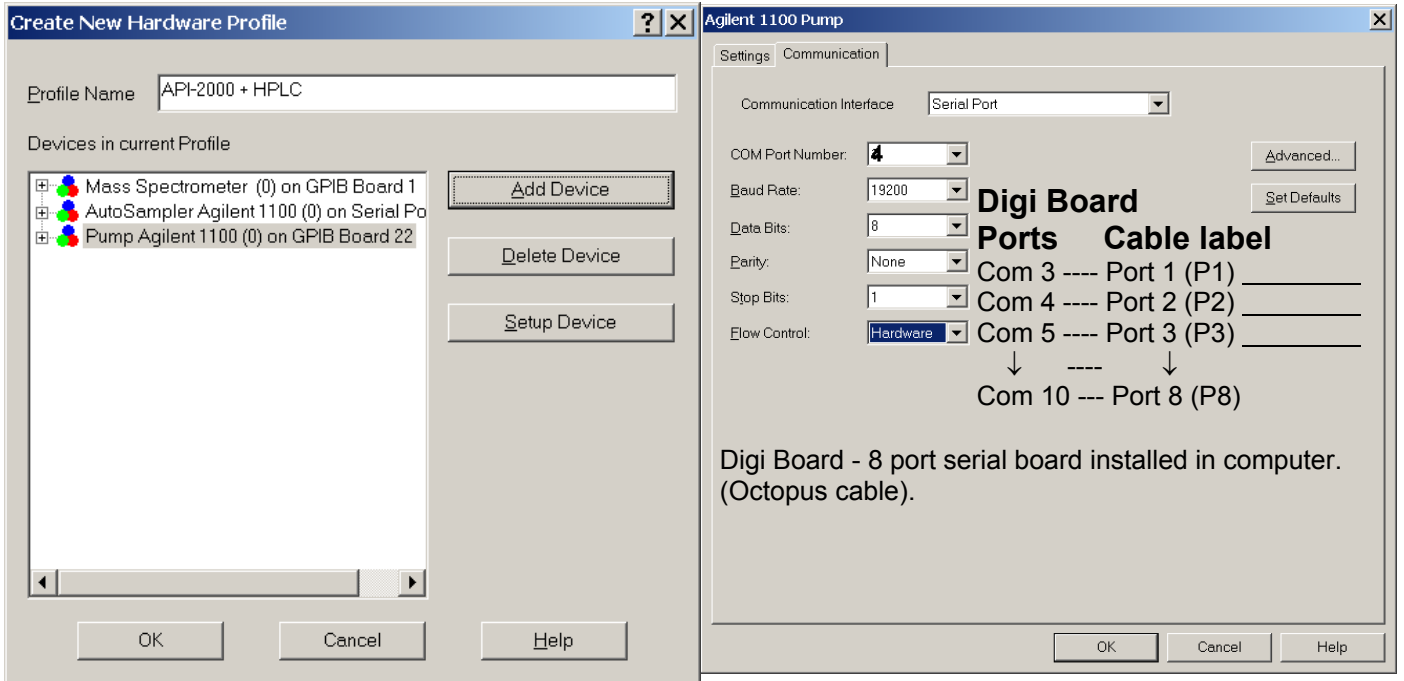 Create New Hardware Profile
Profile Name API-2000 + HPLC
Devices in current Profile
Mass Spectrometer (0) on GPIB Board 1
AutoSampler Agilent 1100 (0) on Serial Po
Pump Agilent 1100 (0) on GPIB Board 22
Add Device
Delete Device
Setup Device
OK Cancel Help
Agilent 1100 Pump
Settings Communication
Communication Interface Serial Port
COM Port Number: 4 Advanced...
Baud Rate: 19200 Set Defaults
Data Bits: 8
Parity: None
Stop Bits: 1
Flow Control: Hardware
Digi Board
Ports Cable label
Com 3 ---- Port 1 (P1) ________
Com 4 ---- Port 2 (P2) ________
Com 5 ---- Port 3 (P3) ________
↓ ---- ↓
Com 10 --- Port 8 (P8)
Digi Board - 8 port serial board installed in computer.
(Octopus cable).
OK Cancel Help